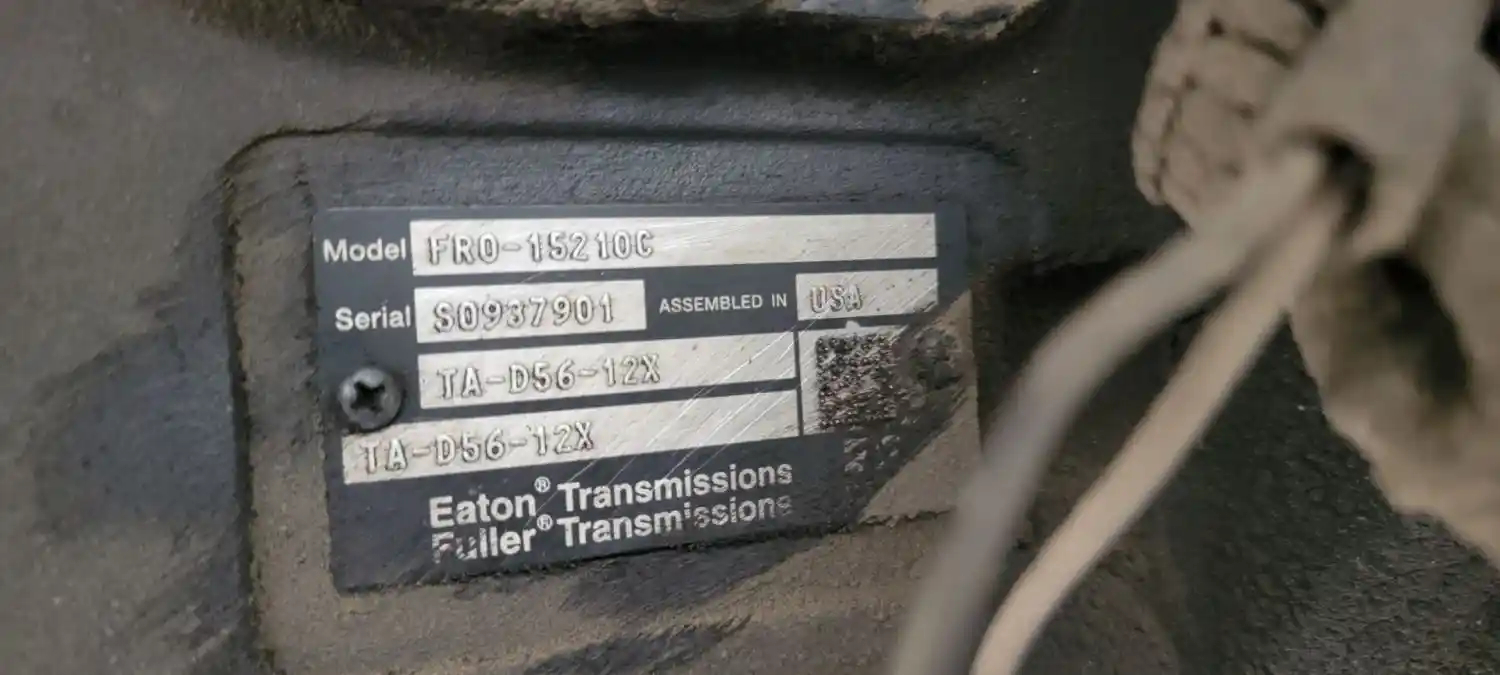 Model FRO-15210C
Serial S0937901 ASSEMBLED IN USA
TA-D56-12X
TA-D56-12X
Eaton® Transmissions
Fuller® Transmissions